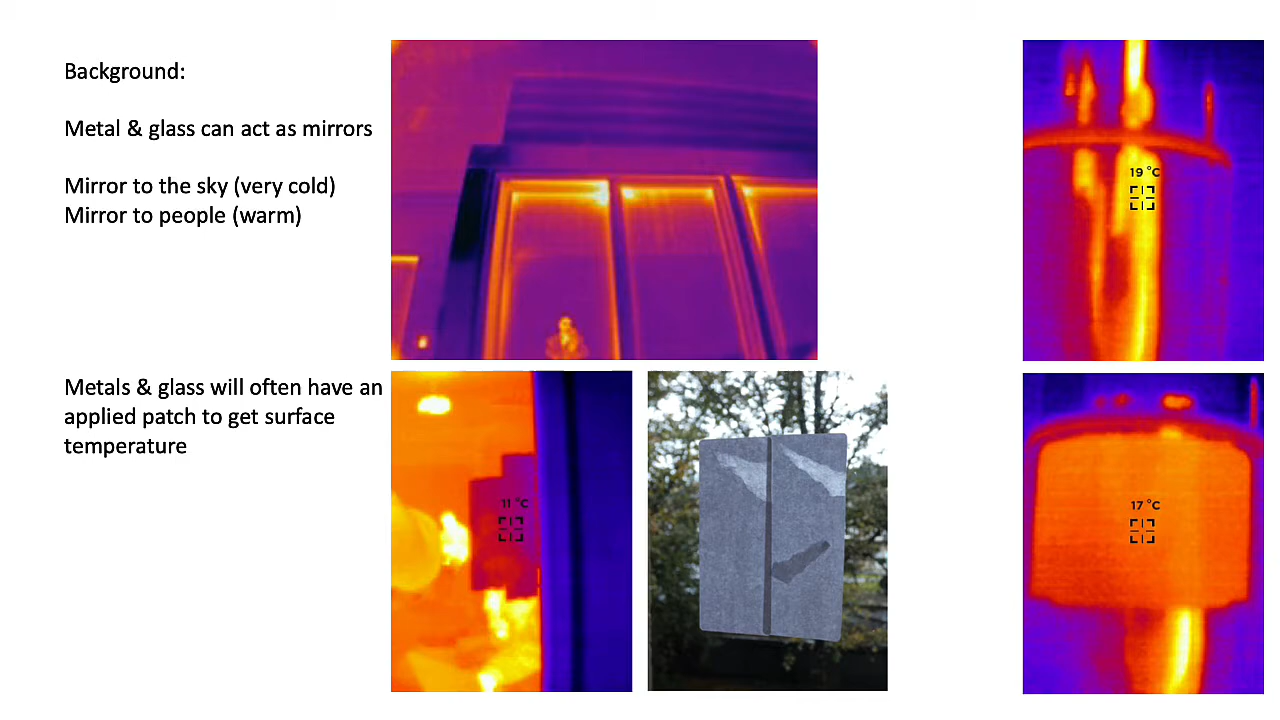 Background:
Metal & glass can act as mirrors
Mirror to the sky (very cold)
Mirror to people (warm)
Metals & glass will often have an
applied patch to get surface
temperature
19 °C
11 °C
17 °C